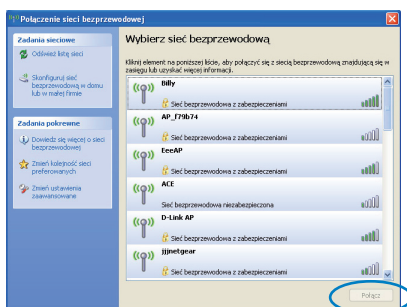 Połączenie sieci bezprzewodowej
Zadania sieciowe
Odśwież listę sieci
Skonfiguruj sieć
bezprzewodową w domu
lub w małej firmie
Zadania pokrewne
Dowiedz się więcej o sieci
bezprzewodowej
Zmień kolejność sieci
preferowanych
Zmień ustawienia
zaawansowane
Wybierz sieć bezprzewodową
Kliknij element na poniższej liście, aby połączyć się z siecią bezprzewodową znajdującą się w
zasięgu lub uzyskać więcej informacji.
Billy
Sieć bezprzewodowa z zabezpieczeniami
AP_f79b74
Sieć bezprzewodowa z zabezpieczeniami
EeeAP
Sieć bezprzewodowa z zabezpieczeniami
ACE
Sieć bezprzewodowa niezabezpieczona
D-Link AP
Sieć bezprzewodowa z zabezpieczeniami
jjjnetgear
Sieć bezprzewodowa z zabezpieczeniami
Połącz